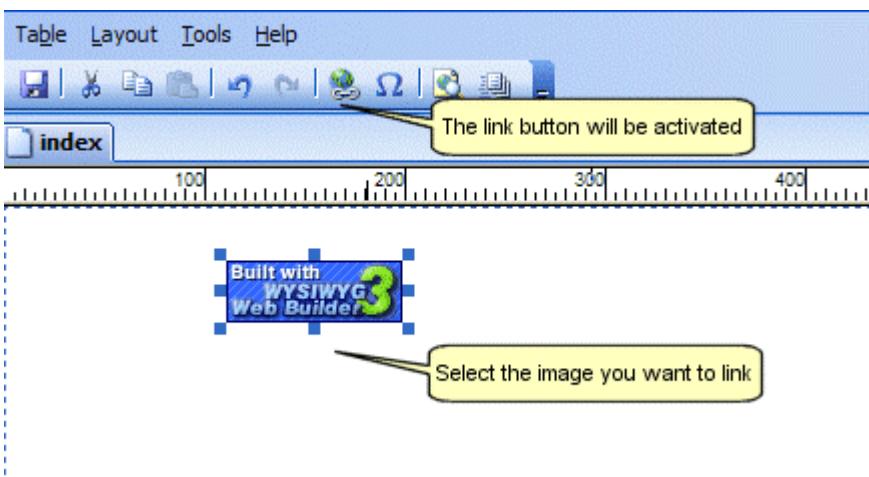 Table Layout Tools Help
Ω
The link button will be activated
index
100 200 300 400
Built with
WYSIWYG
Web Builder 3
Select the image you want to link